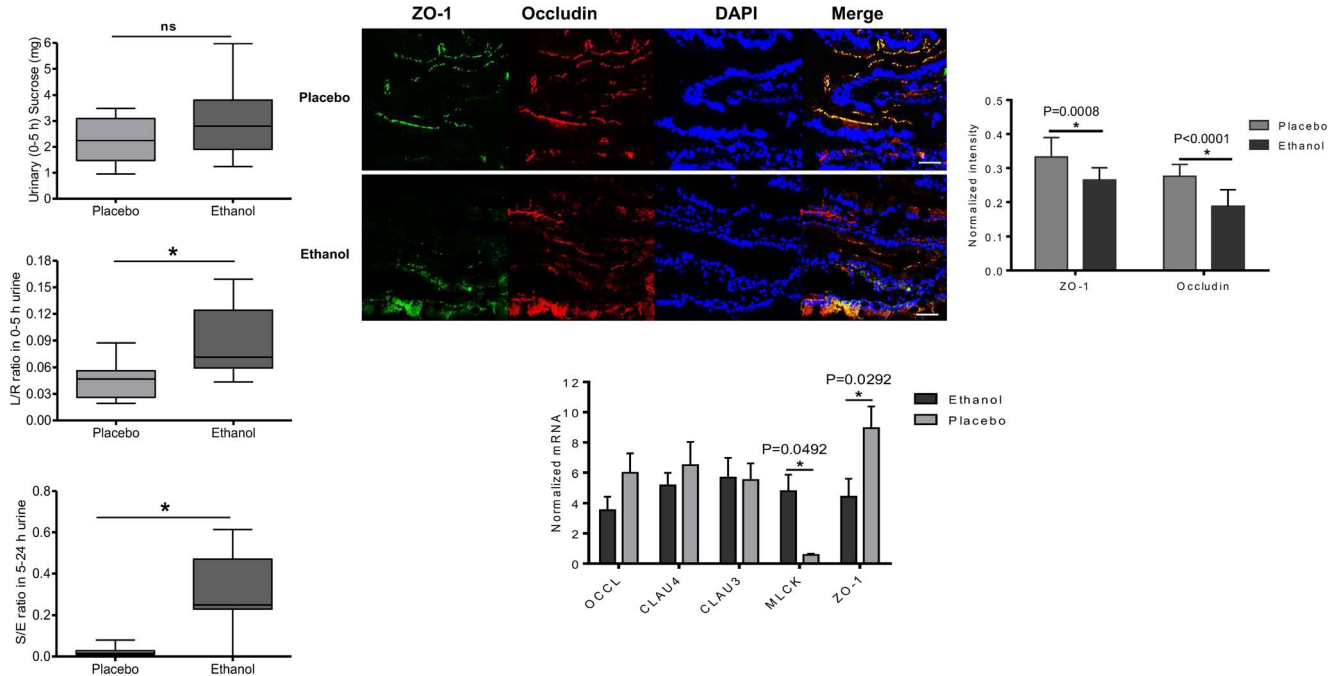 ns
Urinary (0-5 h) Sucrose (mg)
7
6
5
4
3
2
1
0
Placebo Ethanol
*
L/R ratio in 0-5 h urine
0.18
0.15
0.12
0.09
0.06
0.03
0.00
Placebo Ethanol
*
S/E ratio in 5-24 h urine
0.8
0.6
0.4
0.2
0.0
Placebo Ethanol
ZO-1 Occludin DAPI Merge
Placebo
Ethanol
Normalized intensity
0.5
0.4
0.3
0.2
0.1
0.0
P=0.0008
*
P<0.0001
*
Placebo
Ethanol
ZO-1 Occludin
Normalized mRNA
12
10
8
6
4
2
0
P=0.0492
*
P=0.0292
*
Ethanol
Placebo
OCCL CLAU4 CLAU3 MLCK ZO-1